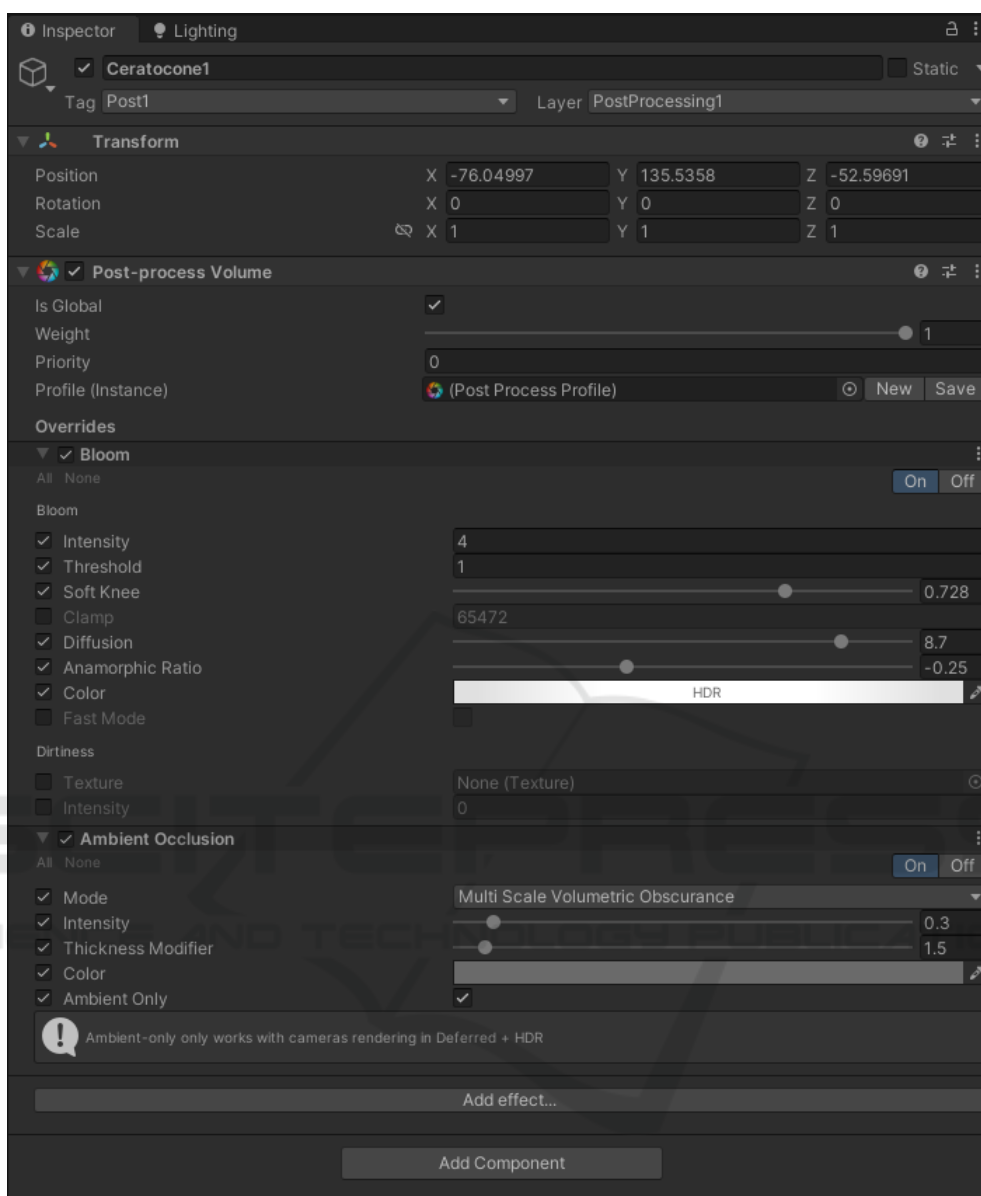 Inspector Lighting
Ceratocone1 Static
Tag Post1 Layer PostProcessing1
Transform
Position X -76.04997 Y 135.5358 Z -52.59691
Rotation X 0 Y 0 Z 0
Scale X 1 Y 1 Z 1
Post-process Volume
Is Global
Weight 1
Priority 0
Profile (Instance) (Post Process Profile) New Save
Overrides
Bloom
All None On Off
Bloom
Intensity 4
Threshold 1
Soft Knee 0.728
Clamp 65472
Diffusion 8.7
Anamorphic Ratio -0.25
Color HDR
Fast Mode
Dirtiness
Texture None (Texture)
Intensity 0
Ambient Occlusion
All None On Off
Mode Multi Scale Volumetric Obscurance
Intensity 0.3
Thickness Modifier 1.5
Color
Ambient Only
Ambient-only only works with cameras rendering in Deferred + HDR
Add effect...
Add Component